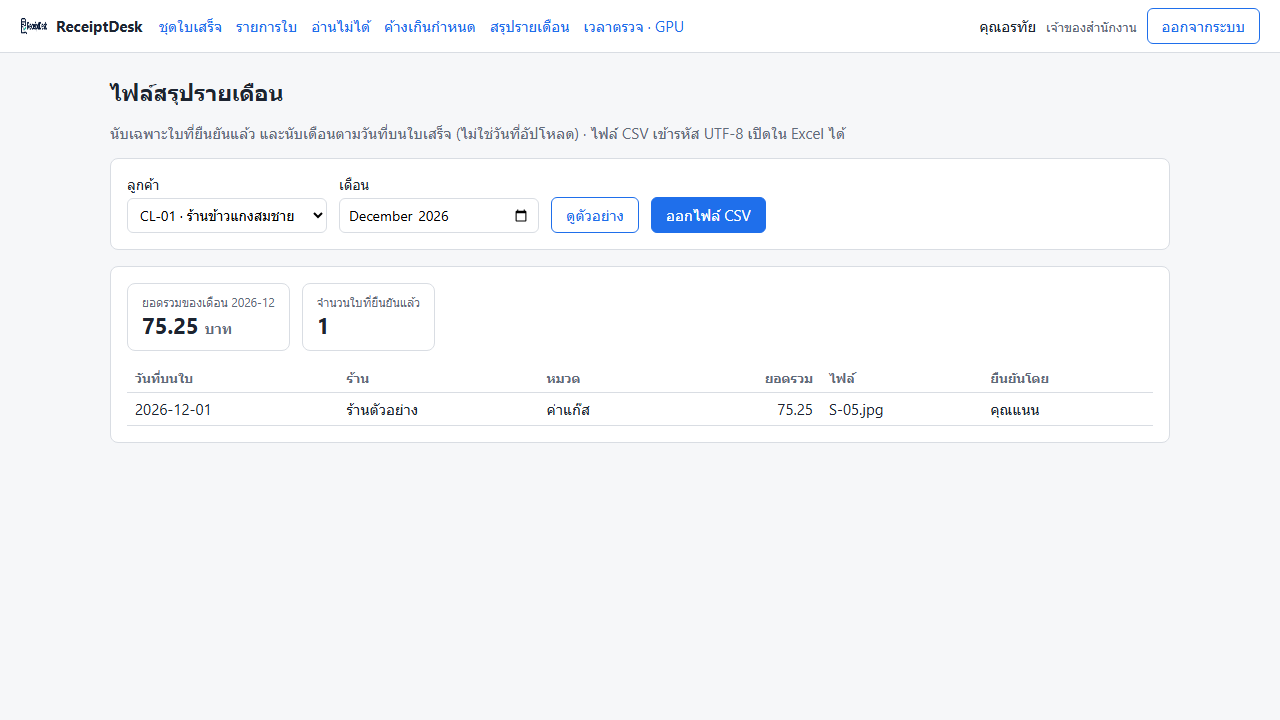 ReceiptDesk ชุดใบเสร็จ รายการใบ อ่านไม่ได้ ค้างเกินกำหนด สรุปรายเดือน เวลาตรวจ · GPU คุณอรทัย เจ้าของสำนักงาน ออกจากระบบ
ไฟล์สรุปรายเดือน
นับเฉพาะใบที่ยืนยันแล้ว และนับเดือนตามวันที่บนใบเสร็จ (ไม่ใช่วันที่อัปโหลด) · ไฟล์ CSV เข้ารหัส UTF-8 เปิดใน Excel ได้
ลูกค้า เดือน
CL-01 · ร้านข้าวแกงสมชาย December 2026 ดูตัวอย่าง ออกไฟล์ CSV
ยอดรวมของเดือน 2026-12 จำนวนใบที่ยืนยันแล้ว
75.25 บาท 1
วันที่บนใบ ร้าน หมวด ยอดรวม ไฟล์ ยืนยันโดย
2026-12-01 ร้านตัวอย่าง ค่าแก๊ส 75.25 S-05.jpg คุณแนน